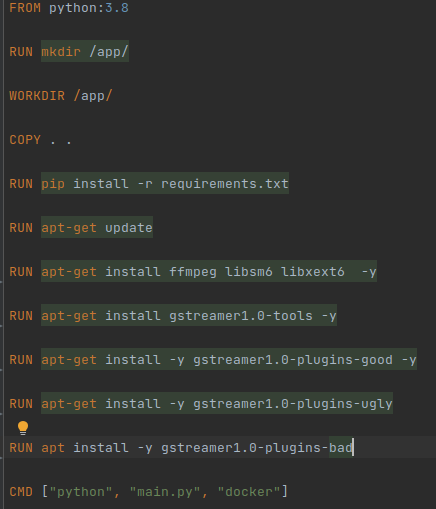 FROM python:3.8
RUN mkdir /app/
WORKDIR /app/
COPY . .
RUN pip install -r requirements.txt
RUN apt-get update
RUN apt-get install ffmpeg libsm6 libxext6  -y
RUN apt-get install gstreamer1.0-tools -y
RUN apt-get install -y gstreamer1.0-plugins-good -y
RUN apt-get install -y gstreamer1.0-plugins-ugly
RUN apt install -y gstreamer1.0-plugins-bad
CMD ["python", "main.py", "docker"]